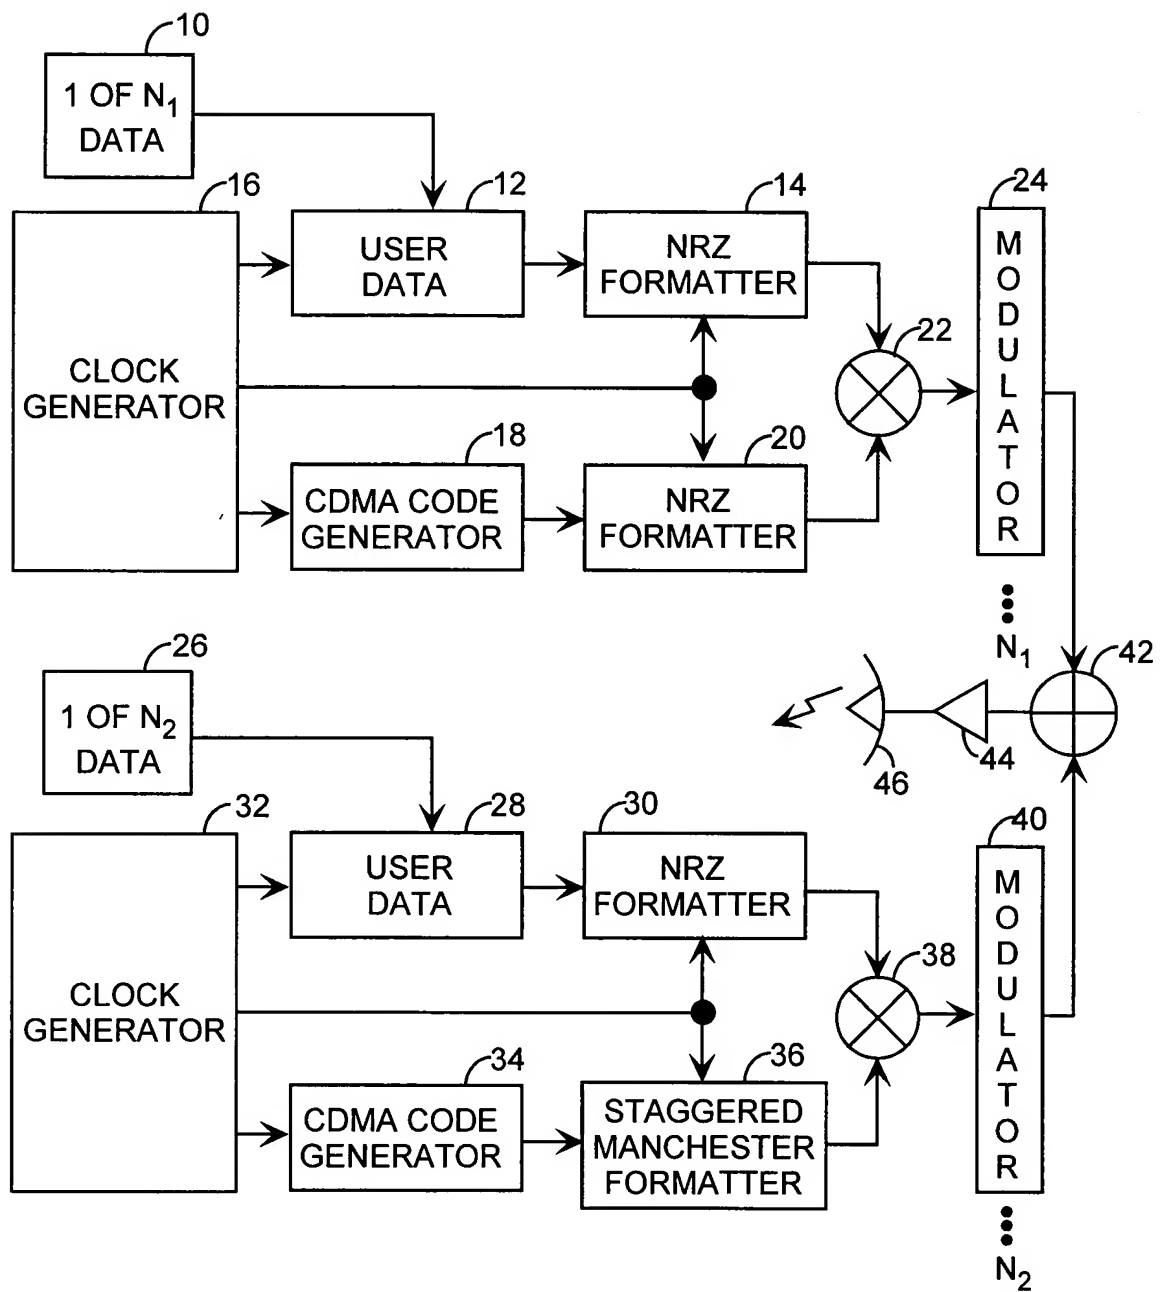 10
1 OF N1
DATA
16
12
14
24
USER
DATA
NRZ
FORMATTER
MODULATOR
CLOCK
GENERATOR
22
18
20
CDMA CODE
GENERATOR
NRZ
FORMATTER
N1
26
42
1 OF N2
DATA
44
46
32
28
30
40
USER
DATA
NRZ
FORMATTER
MODULATOR
CLOCK
GENERATOR
38
34
36
CDMA CODE
GENERATOR
STAGGERED
MANCHESTER
FORMATTER
N2